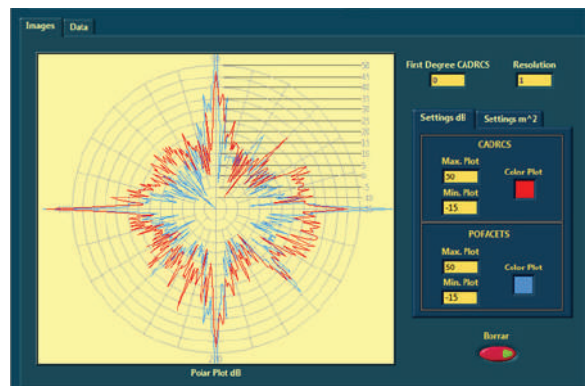 Images Data
First Degree CADRCS Resolution
0 1
50
45
40
35
30
25
20
15
10
5
0
-5
-10
Settings dB Settings m^2
CADRCS
Max. Plot
50
Color Plot
Min. Plot
-15
POFACETS
Max. Plot
50
Color Plot
Min. Plot
-15
Borrar
Polar Plot dB